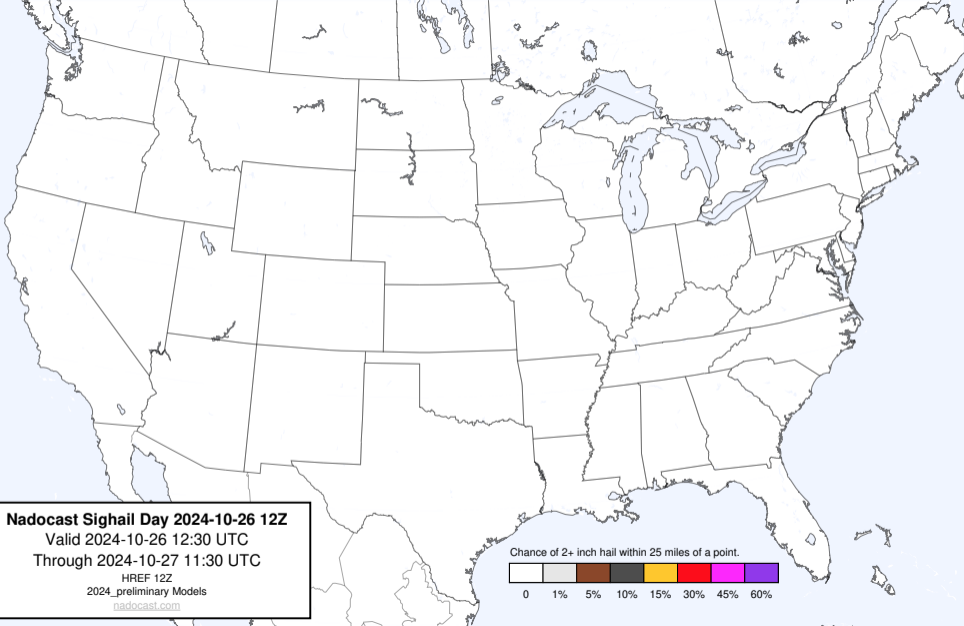 Nadocast Sighail Day 2024-10-26 12Z
Valid 2024-10-26 12:30 UTC
Through 2024-10-27 11:30 UTC
HREF 12Z
2024_preliminary Models
nadocast.com
Chance of 2+ inch hail within 25 miles of a point.
0 1% 5% 10% 15% 30% 45% 60%